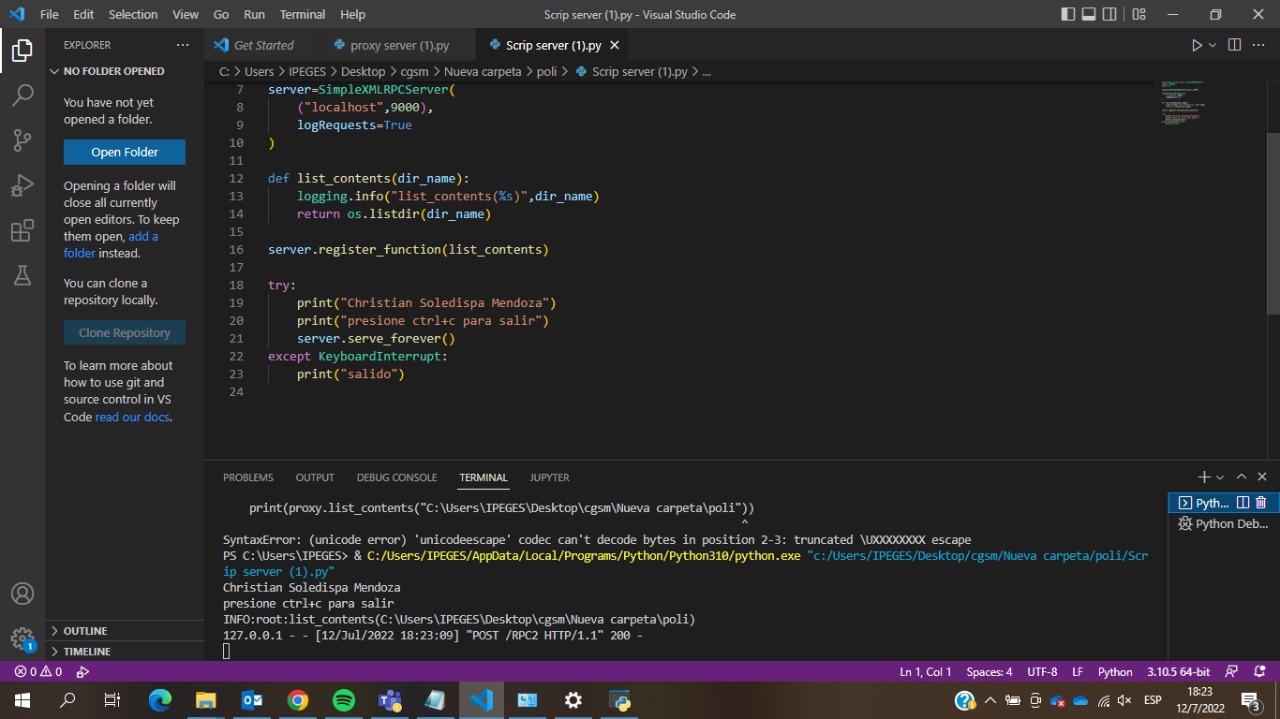 File Edit Selection View Go Run Terminal Help Scrip server (1).py - Visual Studio Code
EXPLORER ···
Get Started proxy server (1).py Scrip server (1).py
NO FOLDER OPENED
C: > Users > IPEGES > Desktop > cgsm > Nueva carpeta > poli > Scrip server (1).py > ...
You have not yet
opened a folder.
Open Folder
Opening a folder will
close all currently
open editors. To keep
them open, add a
folder instead.
You can clone a
repository locally.
Clone Repository
To learn more about
how to use git and
source control in VS
Code read our docs.
OUTLINE
TIMELINE
7 server=SimpleXMLRPCServer(
8     ("localhost",9000),
9     logRequests=True
10 )
11
12 def list_contents(dir_name):
13     logging.info("list_contents(%s)",dir_name)
14     return os.listdir(dir_name)
15
16 server.register_function(list_contents)
17
18 try:
19     print("Christian Soledispa Mendoza")
20     print("presione ctrl+c para salir")
21     server.serve_forever()
22 except KeyboardInterrupt:
23     print("salido")
24
PROBLEMS OUTPUT DEBUG CONSOLE TERMINAL JUPYTER
    print(proxy.list_contents("C:\Users\IPEGES\Desktop\cgsm\Nueva carpeta\poli"))
^
SyntaxError: (unicode error) 'unicodeescape' codec can't decode bytes in position 2-3: truncated \UXXXXXXXX escape
PS C:\Users\IPEGES> & C:/Users/IPEGES/AppData/Local/Programs/Python/Python310/python.exe "c:/Users/IPEGES/Desktop/cgsm/Nueva carpeta/poli/Scr
ip server (1).py"
Christian Soledispa Mendoza
presione ctrl+c para salir
INFO:root:list_contents(C:\Users\IPEGES\Desktop\cgsm\Nueva carpeta\poli)
127.0.0.1 - - [12/Jul/2022 18:23:09] "POST /RPC2 HTTP/1.1" 200 -
Pyth...
Python Deb...
1
0 0 Ln 1, Col 1 Spaces: 4 UTF-8 LF Python 3.10.5 64-bit
ESP 18:23
12/7/2022 3